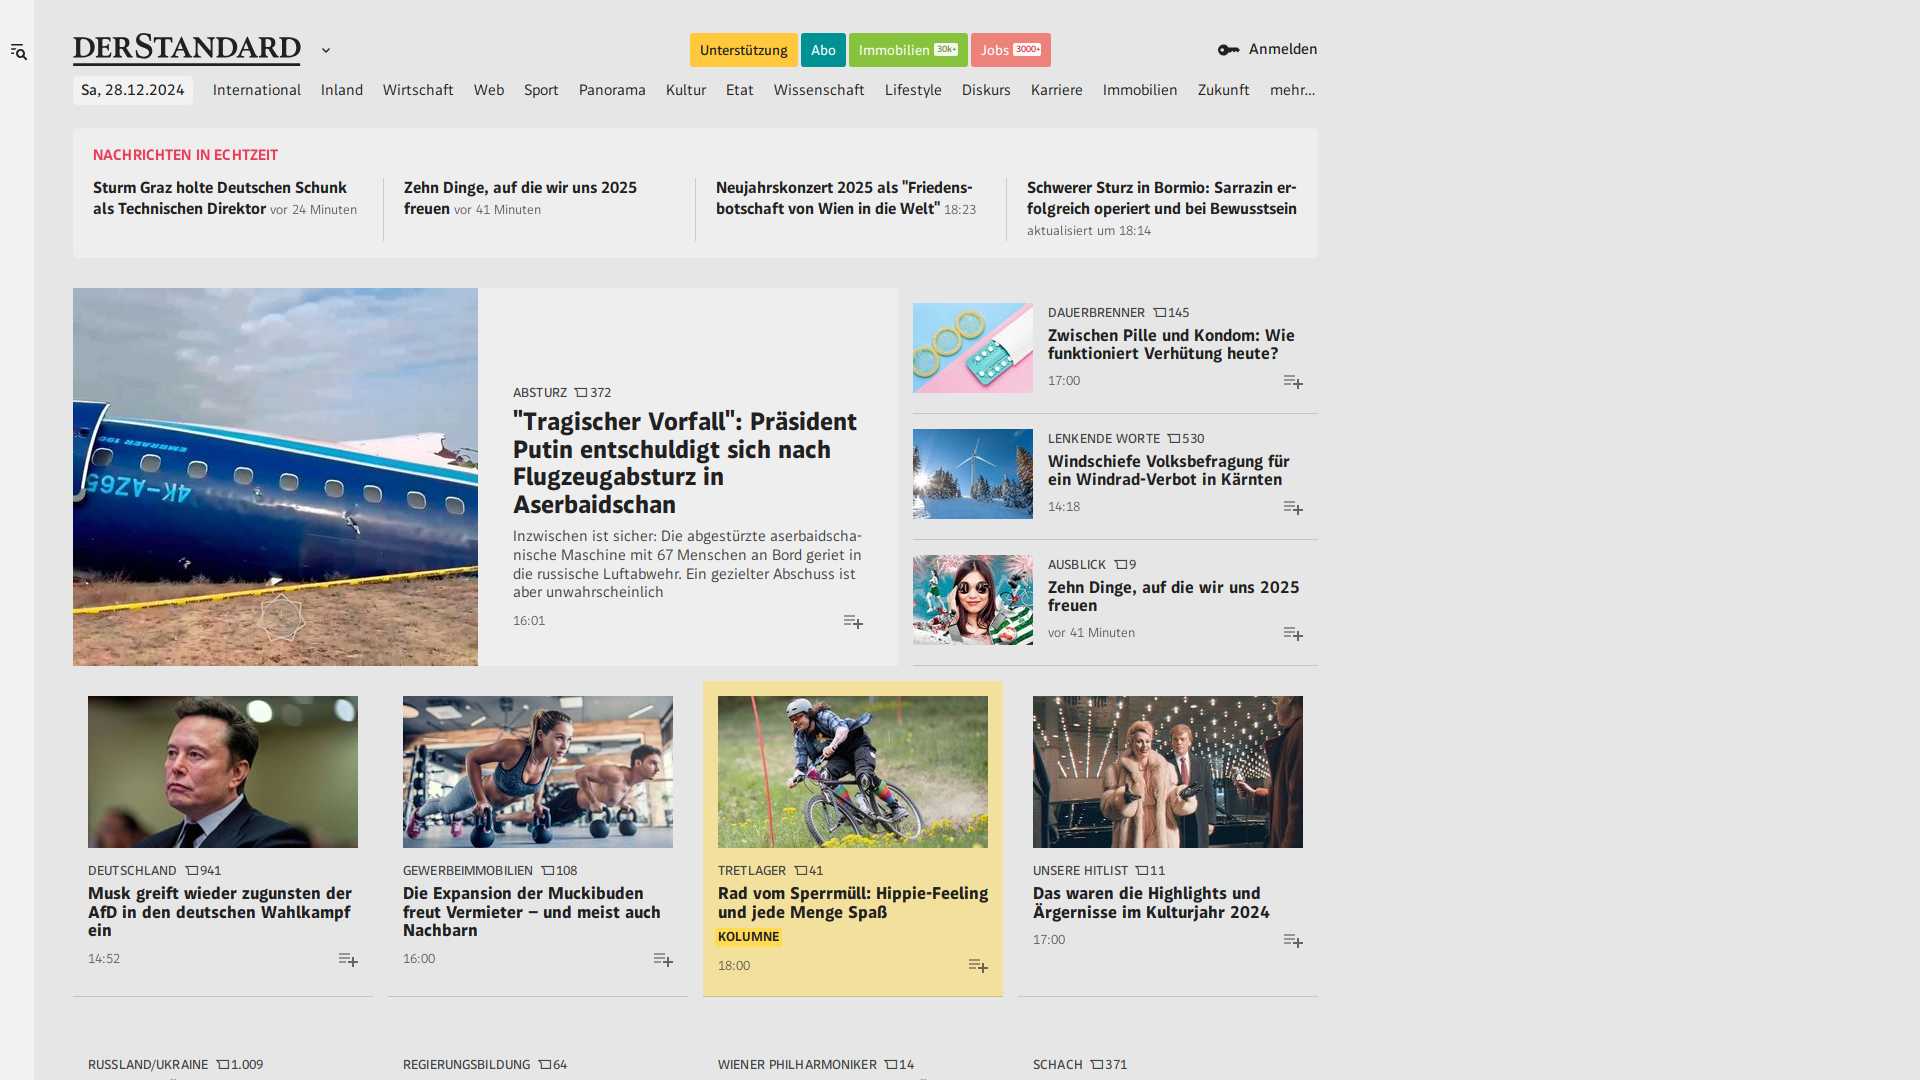 DERSTANDARD
Unterstützung
Abo
Immobilien 30k+
Jobs 3000+
Anmelden
Sa, 28.12.2024
International
Inland
Wirtschaft
Web
Sport
Panorama
Kultur
Etat
Wissenschaft
Lifestyle
Diskurs
Karriere
Immobilien
Zukunft
mehr...
NACHRICHTEN IN ECHTZEIT
Sturm Graz holte Deutschen Schunk
als Technischen Direktor vor 24 Minuten
Zehn Dinge, auf die wir uns 2025
freuen vor 41 Minuten
Neujahrskonzert 2025 als "Friedens-
botschaft von Wien in die Welt" 18:23
Schwerer Sturz in Bormio: Sarrazin er-
folgreich operiert und bei Bewusstsein
aktualisiert um 18:14
EMBRAER 190
4K-AZ65
ABSTURZ 372
"Tragischer Vorfall": Präsident
Putin entschuldigt sich nach
Flugzeugabsturz in
Aserbaidschan
Inzwischen ist sicher: Die abgestürzte aserbaidscha-
nische Maschine mit 67 Menschen an Bord geriet in
die russische Luftabwehr. Ein gezielter Abschuss ist
aber unwahrscheinlich
16:01
DAUERBRENNER 145
Zwischen Pille und Kondom: Wie
funktioniert Verhütung heute?
17:00
LENKENDE WORTE 530
Windschiefe Volksbefragung für
ein Windrad-Verbot in Kärnten
14:18
AUSBLICK 9
Zehn Dinge, auf die wir uns 2025
freuen
vor 41 Minuten
DEUTSCHLAND 941
Musk greift wieder zugunsten der
AfD in den deutschen Wahlkampf
ein
14:52
GEWERBEIMMOBILIEN 108
Die Expansion der Muckibuden
freut Vermieter – und meist auch
Nachbarn
16:00
TRETLAGER 41
Rad vom Sperrmüll: Hippie-Feeling
und jede Menge Spaß
KOLUMNE
18:00
UNSERE HITLIST 11
Das waren die Highlights und
Ärgernisse im Kulturjahr 2024
17:00
RUSSLAND/UKRAINE 1.009
REGIERUNGSBILDUNG 64
WIENER PHILHARMONIKER 14
SCHACH 371